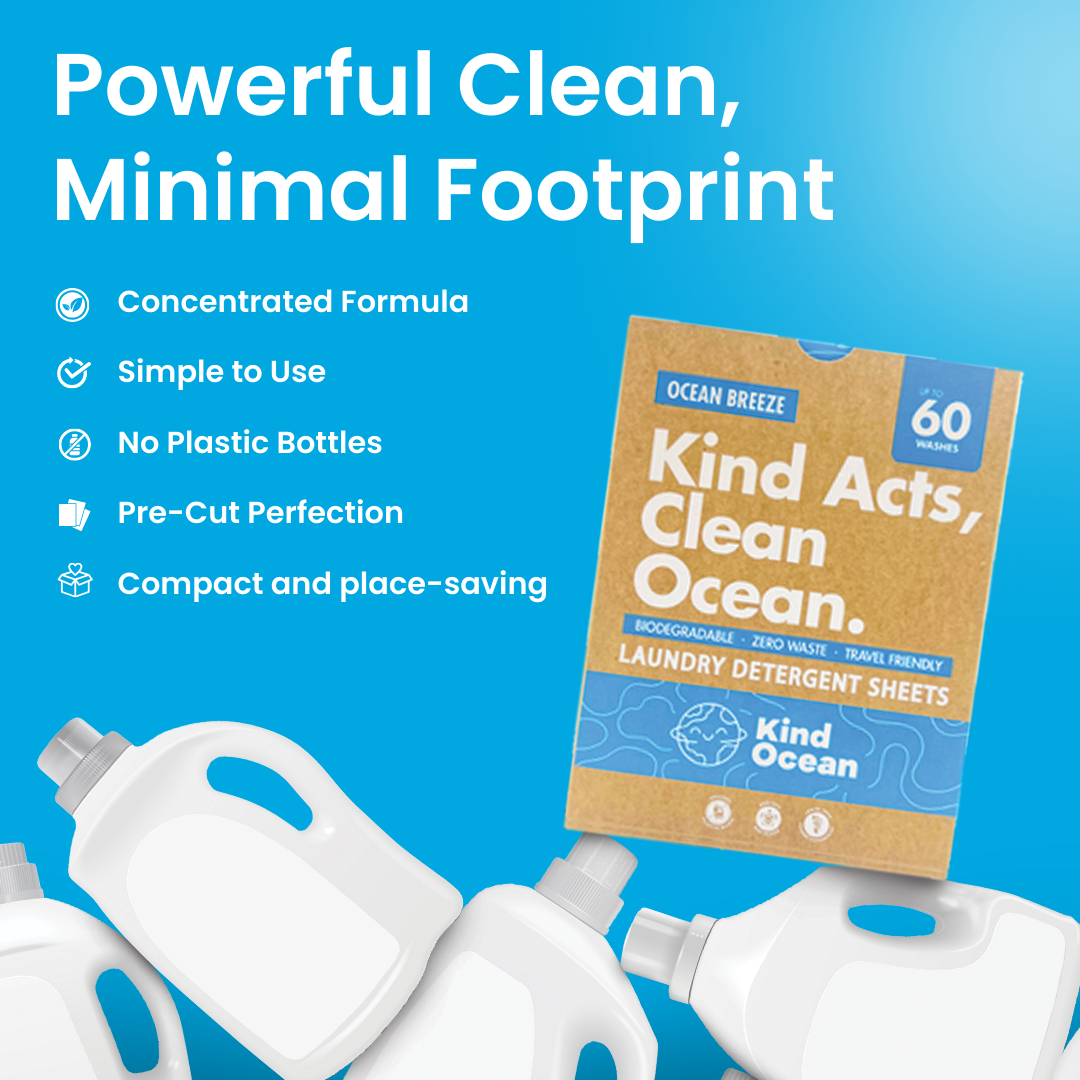 Powerful Clean,
Minimal Footprint
Concentrated Formula
Simple to Use
No Plastic Bottles
Pre-Cut Perfection
Compact and place-saving
OCEAN BREEZE
UP TO
60
WASHES
Kind Acts,
Clean
Ocean.
BIODEGRADABLE · ZERO WASTE · TRAVEL FRIENDLY
LAUNDRY DETERGENT SHEETS
Kind
Ocean